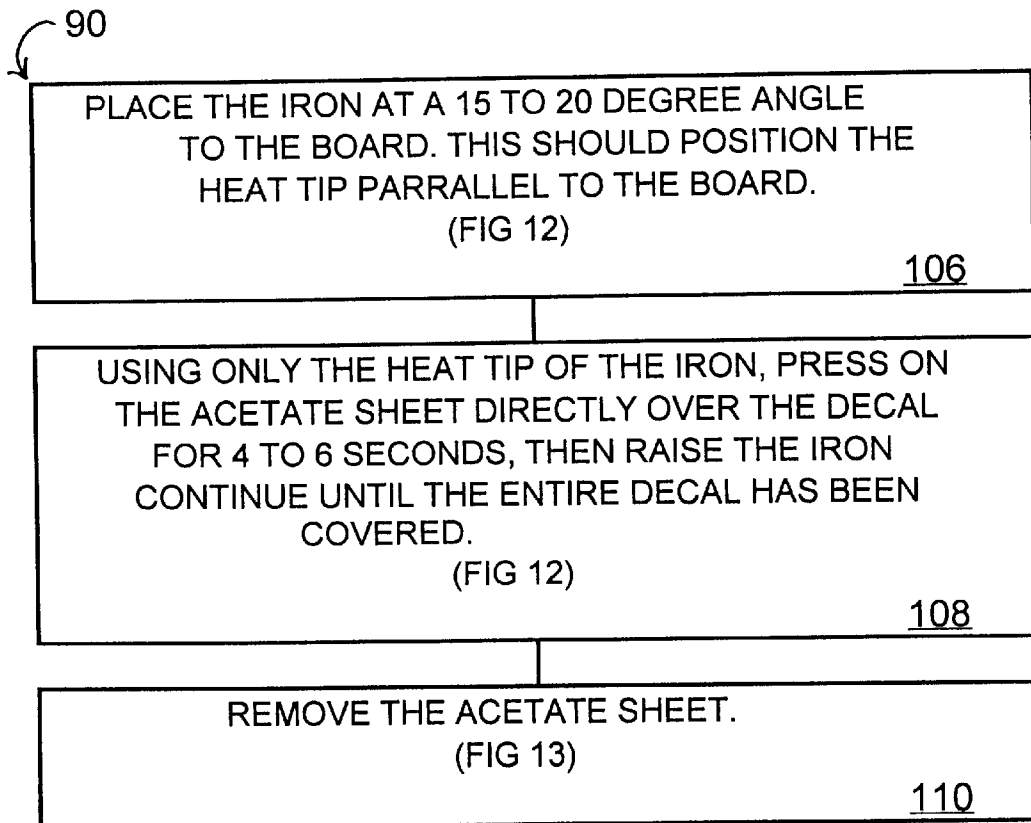 90
PLACE THE IRON AT A 15 TO 20 DEGREE ANGLE
TO THE BOARD. THIS SHOULD POSITION THE
HEAT TIP PARRALLEL TO THE BOARD.
(FIG 12)
106
USING ONLY THE HEAT TIP OF THE IRON, PRESS ON
THE ACETATE SHEET DIRECTLY OVER THE DECAL
FOR 4 TO 6 SECONDS, THEN RAISE THE IRON
CONTINUE UNTIL THE ENTIRE DECAL HAS BEEN
COVERED.
(FIG 12)
108
REMOVE THE ACETATE SHEET.
(FIG 13)
110